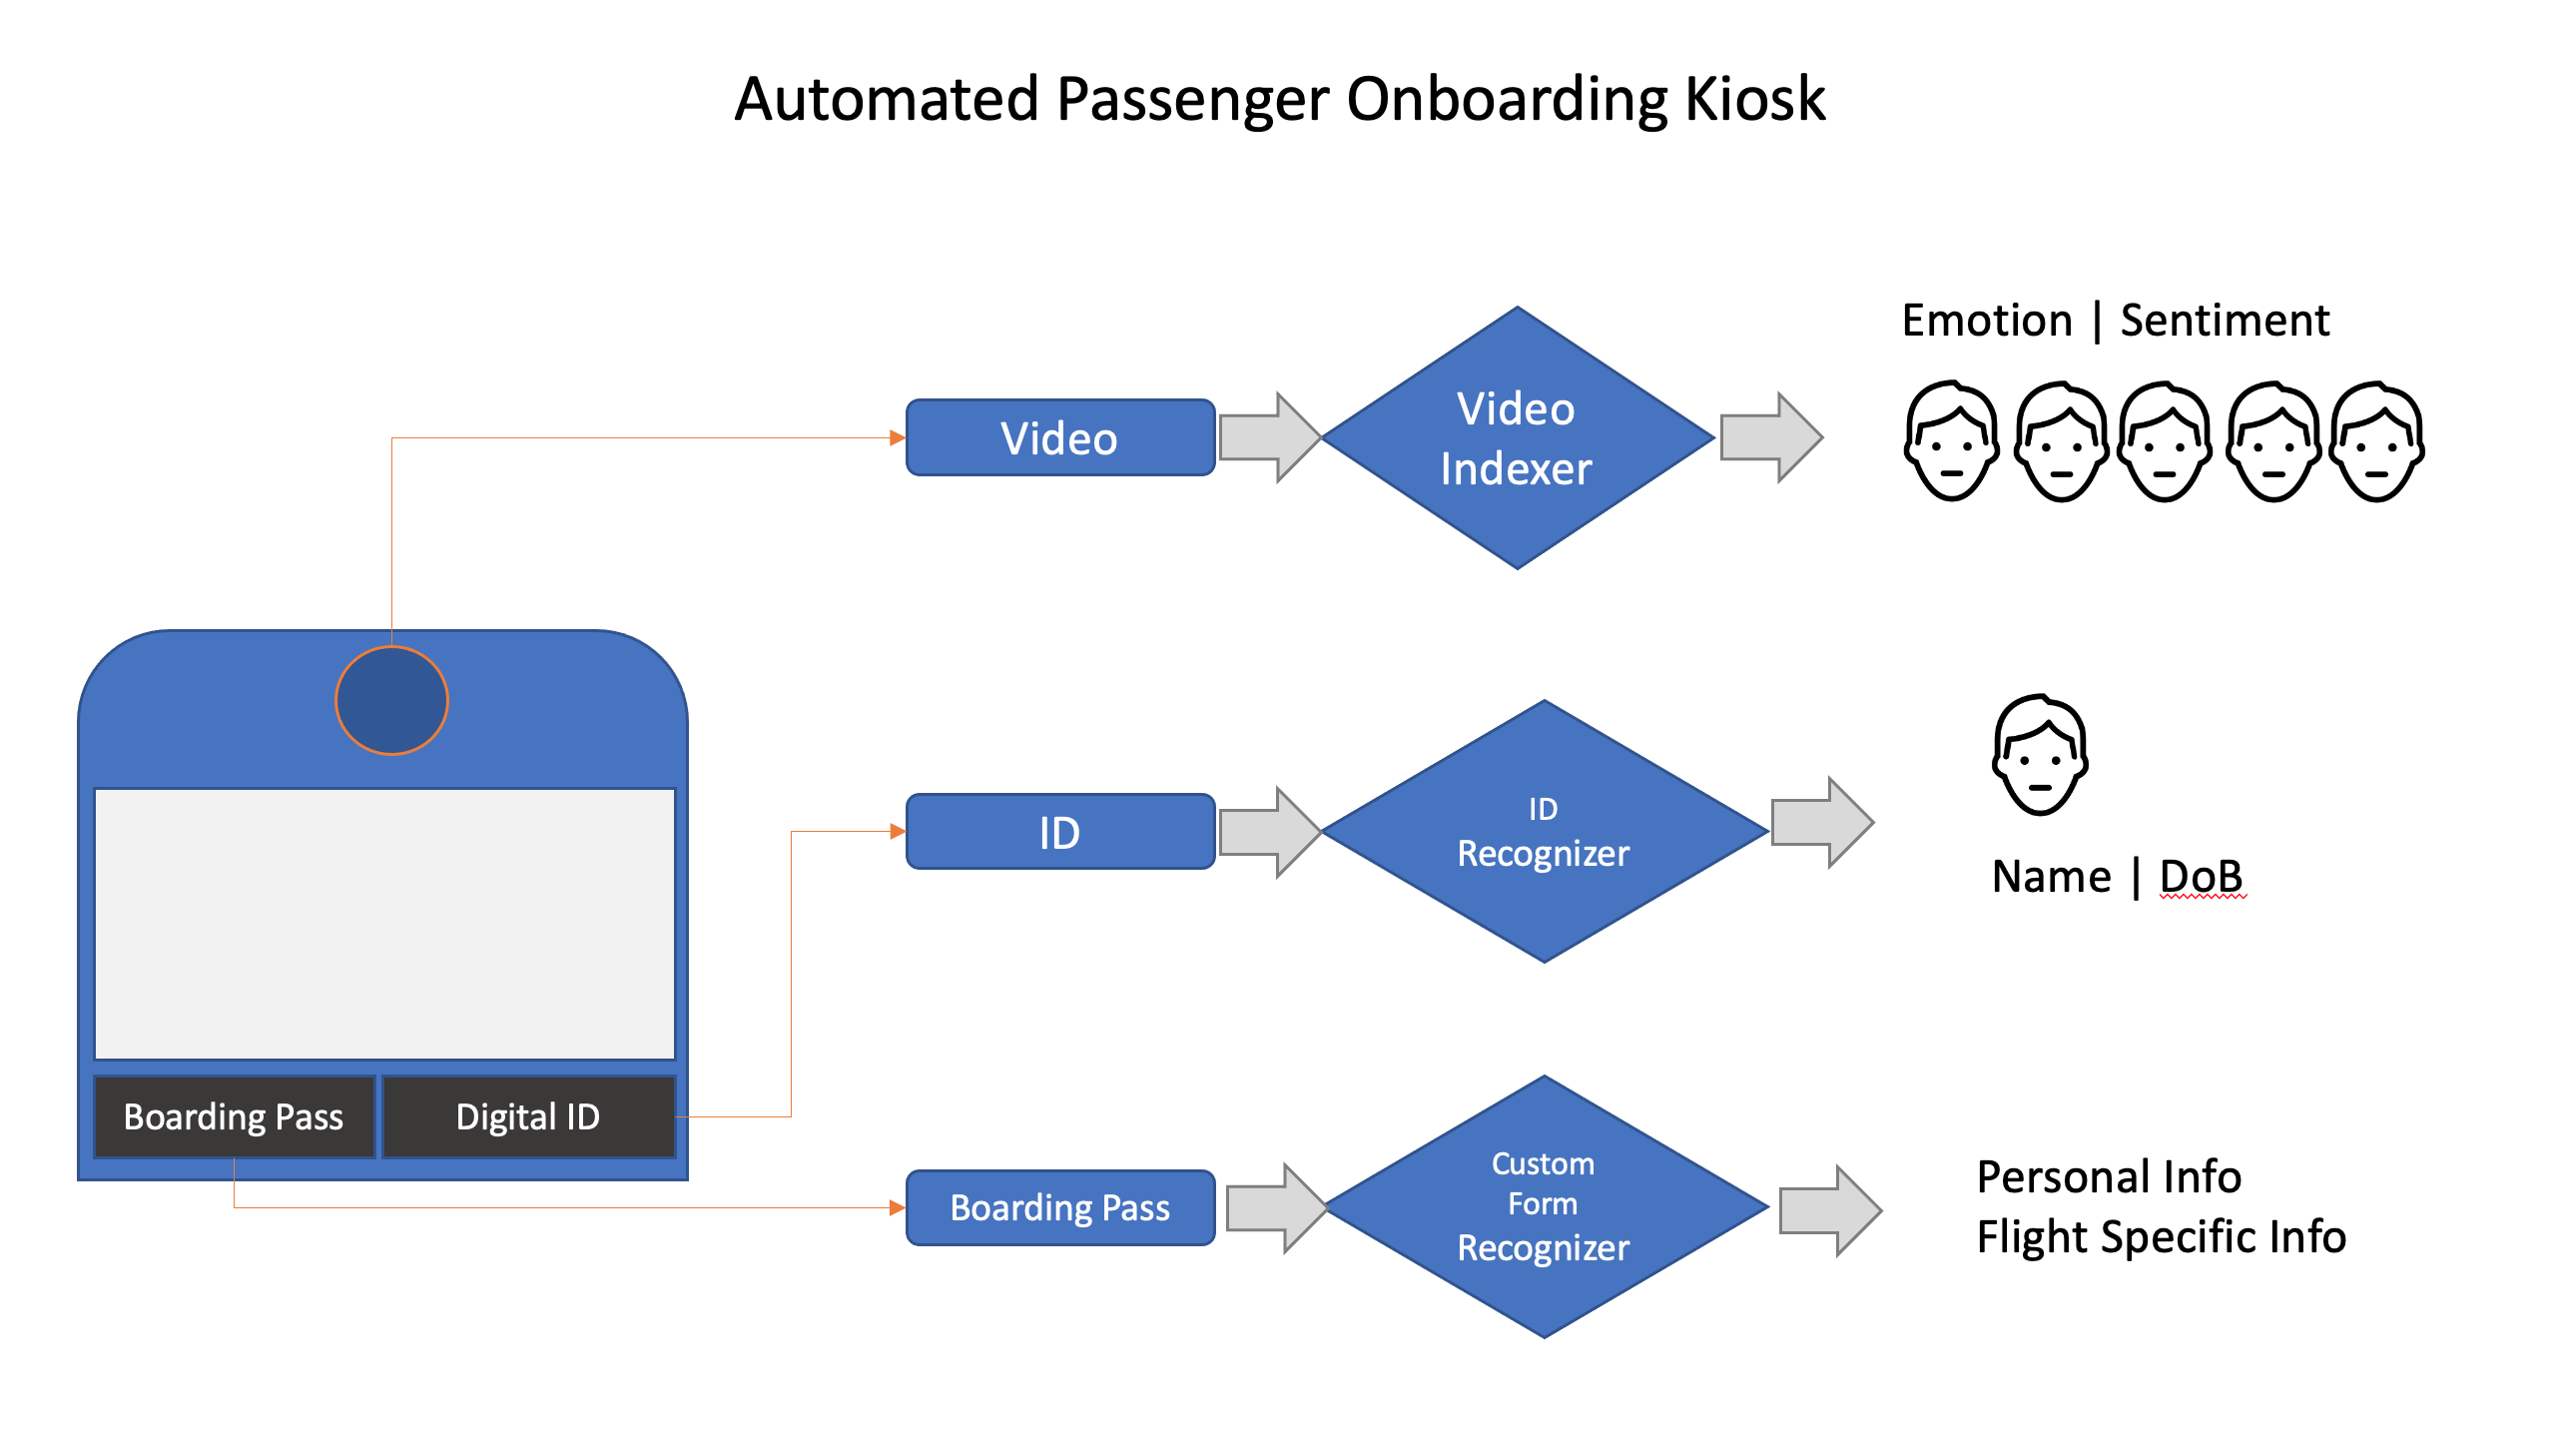 Automated Passenger Onboarding Kiosk
Emotion | Sentiment
Video
Video
Indexer
ID
ID
Recognizer
Name | DoB
Boarding Pass
Digital ID
Boarding Pass
Custom
Form
Recognizer
Personal Info
Flight Specific Info